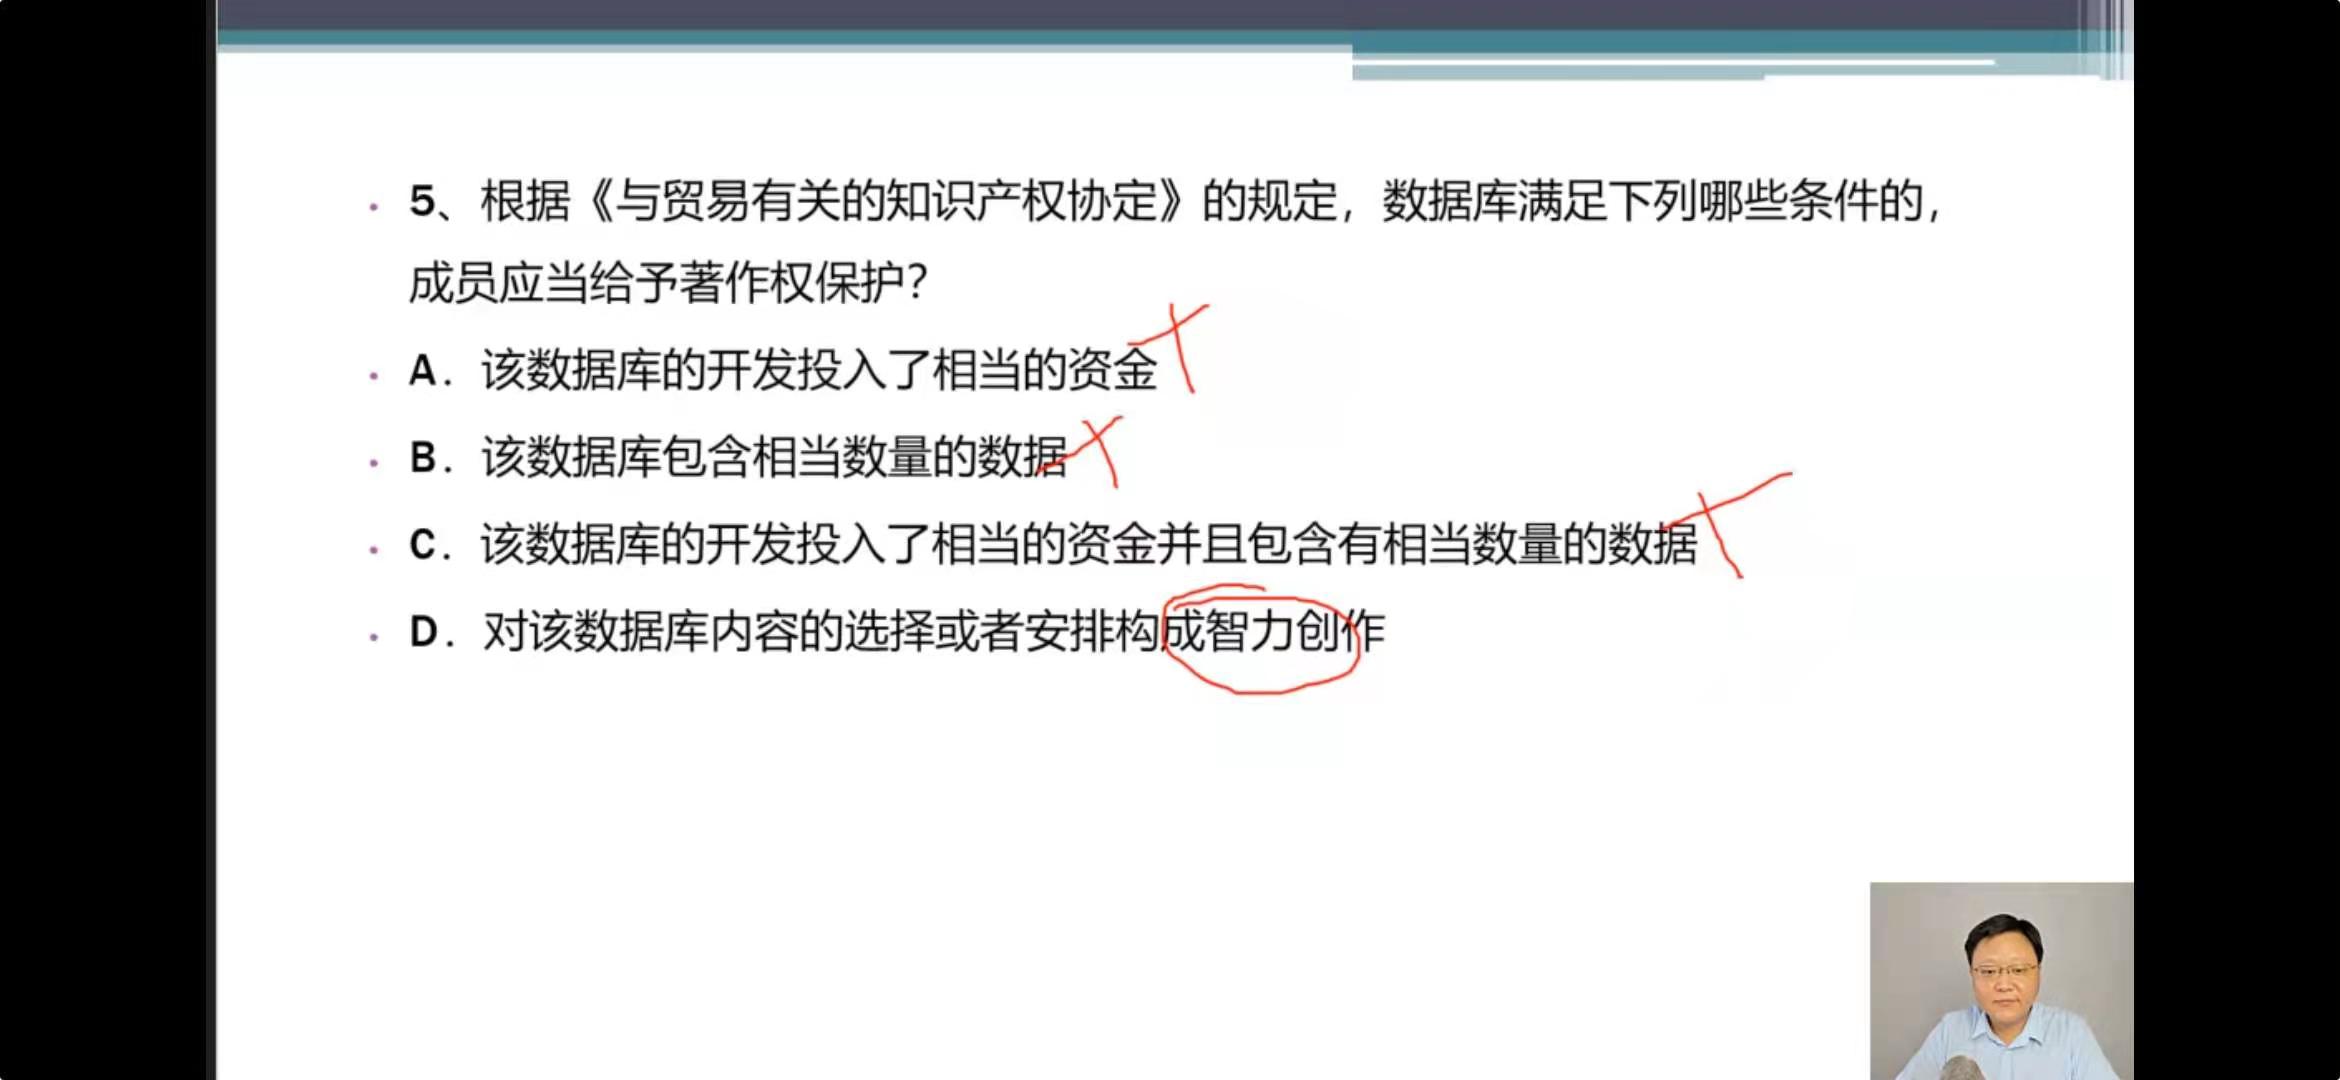 5、根据《与贸易有关的知识产权协定》的规定，数据库满足下列哪些条件的，
成员应当给予著作权保护？
A．该数据库的开发投入了相当的资金
B．该数据库包含相当数量的数据
C．该数据库的开发投入了相当的资金并且包含有相当数量的数据
D．对该数据库内容的选择或者安排构成智力创作